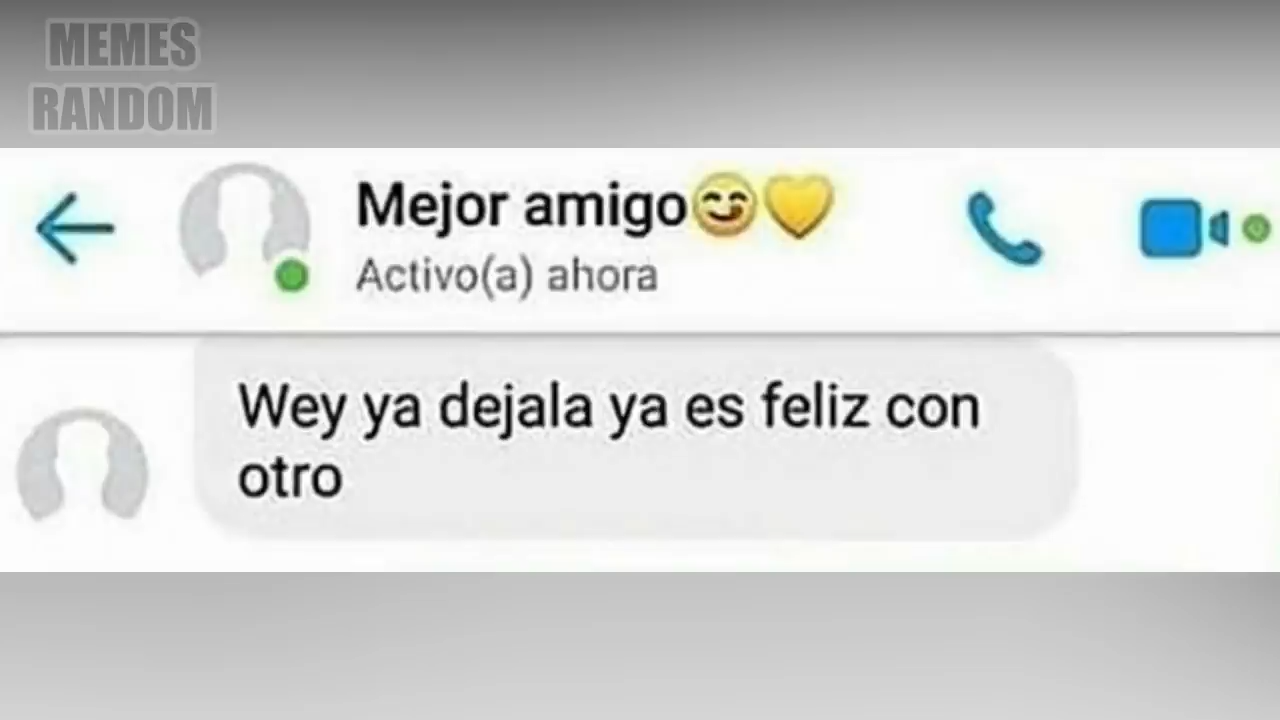 MEMES
RANDOM
Mejor amigo😋💛
Activo(a) ahora
Wey ya dejala ya es feliz con
otro